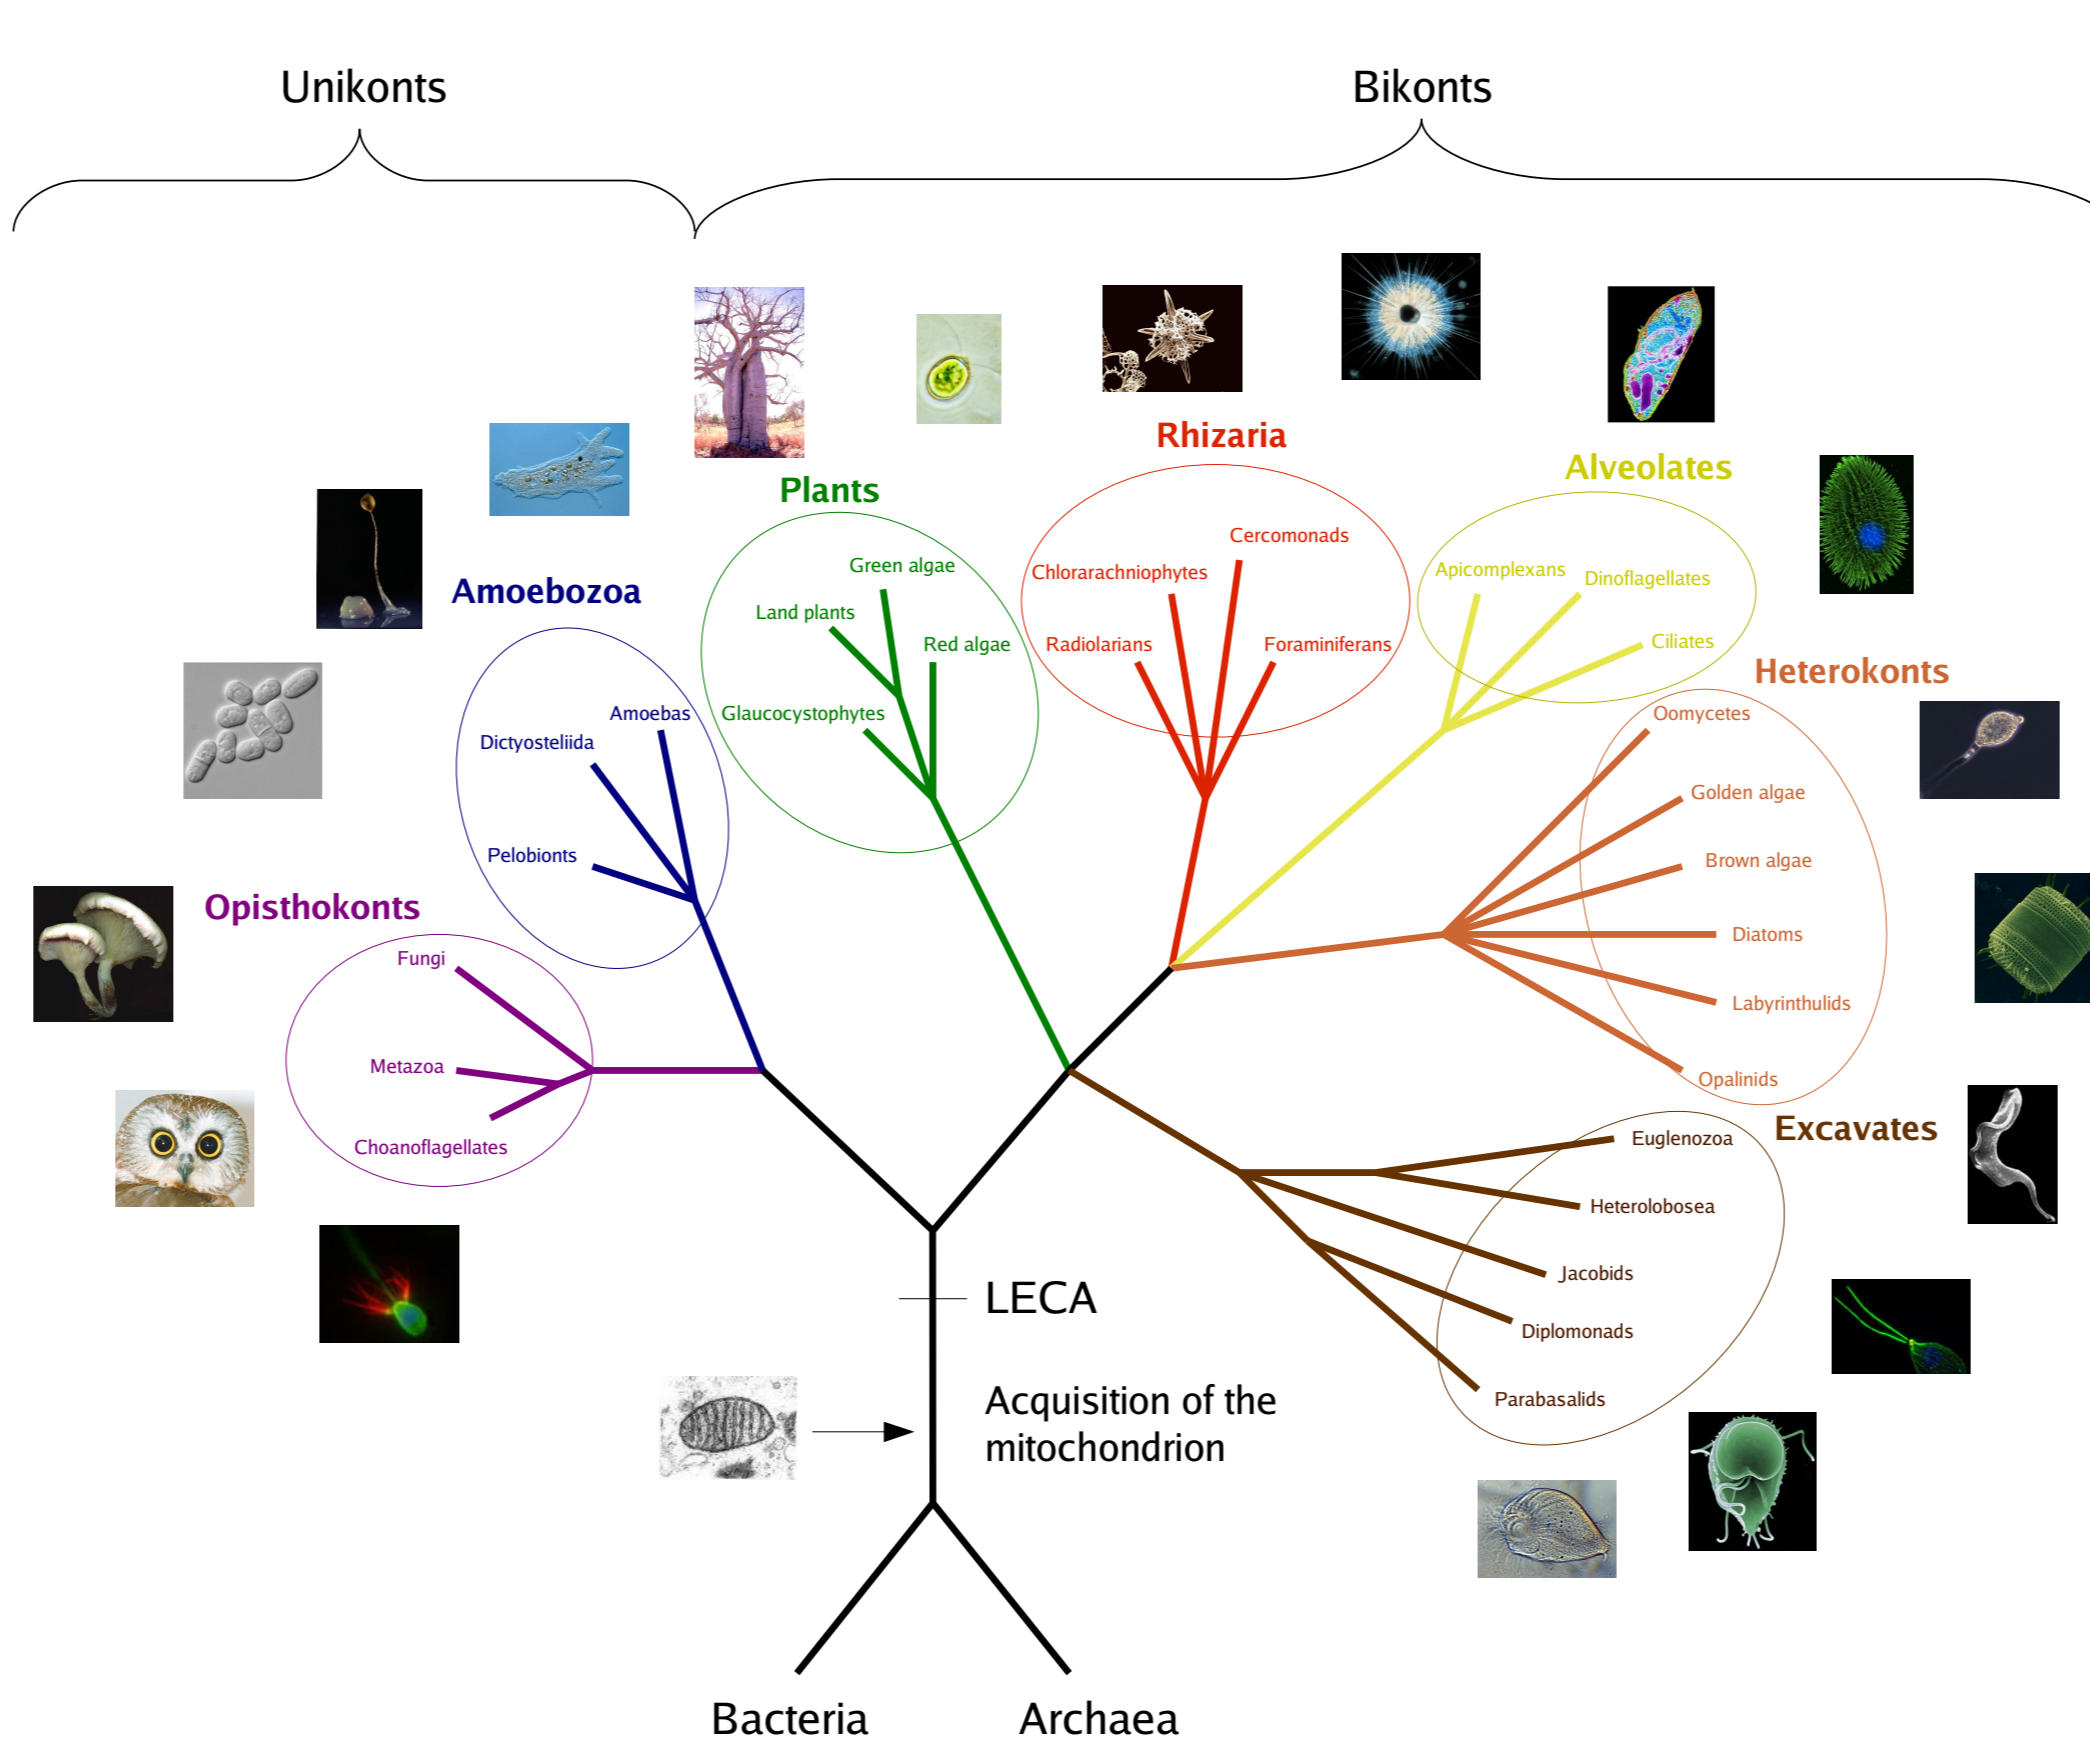 Unikonts
Bikonts
Rhizaria
Alveolates
Plants
Cercomonads
Green algae
Chlorarachniophytes
Apicomplexans
Dinoflagellates
Amoebozoa
Land plants
Red algae
Radiolarians
Foraminiferans
Ciliates
Heterokonts
Amoebas
Glaucocystophytes
Oomycetes
Dictyosteliida
Golden algae
Pelobionts
Brown algae
Opisthokonts
Diatoms
Fungi
Labyrinthulids
Metazoa
Opalinids
Excavates
Euglenozoa
Choanoflagellates
Heterolobosea
Jacobids
LECA
Diplomonads
Parabasalids
Acquisition of the
mitochondrion
Bacteria
Archaea